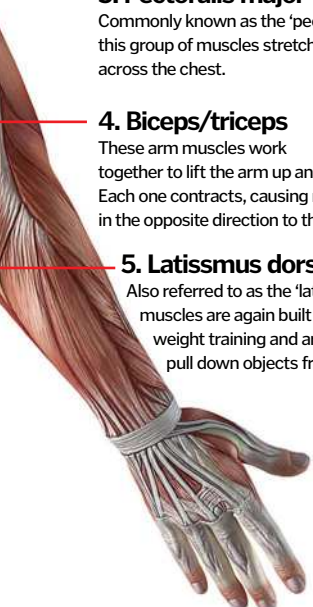 Commonly known as the ‘pec
this group of muscles stretch
across the chest.
4. Biceps/triceps
These arm muscles work
together to lift the arm up an
Each one contracts, causing
in the opposite direction to th
5. Latissmus dors
Also referred to as the ‘lat
muscles are again built
weight training and ar
pull down objects fr